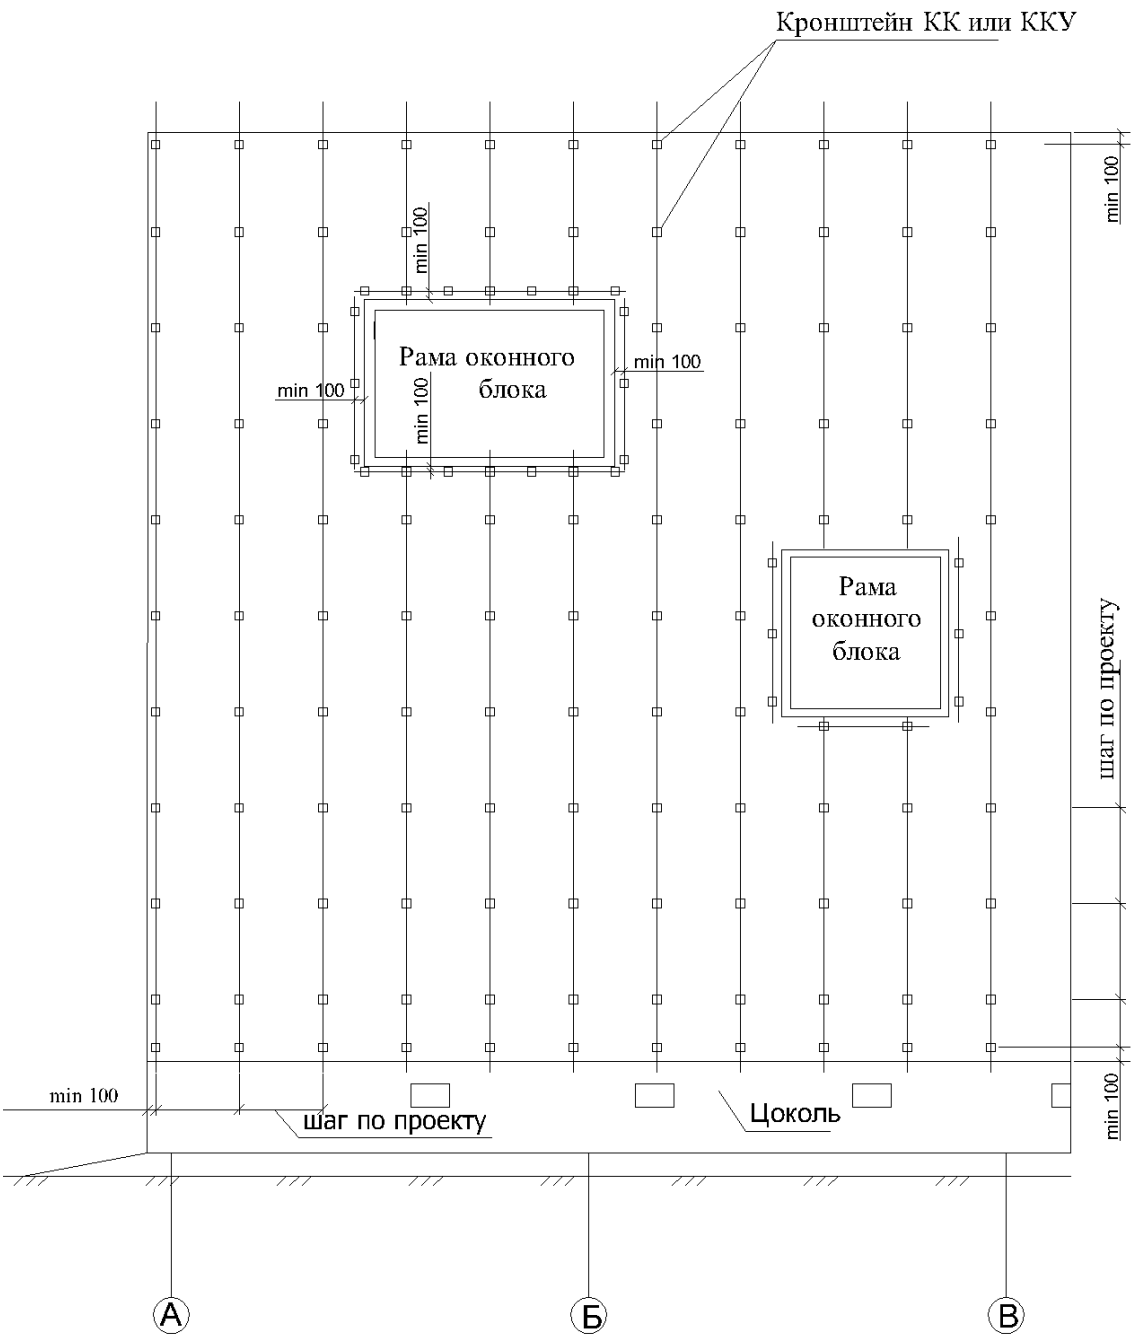 Кронштейн КК или ККУ
min 100
min 100
Рама оконного
блока
min 100
min 100
min 100
Рама
оконного
блока
шаг по проекту
min 100
min 100
шаг по проекту
Цоколь
А
Б
В